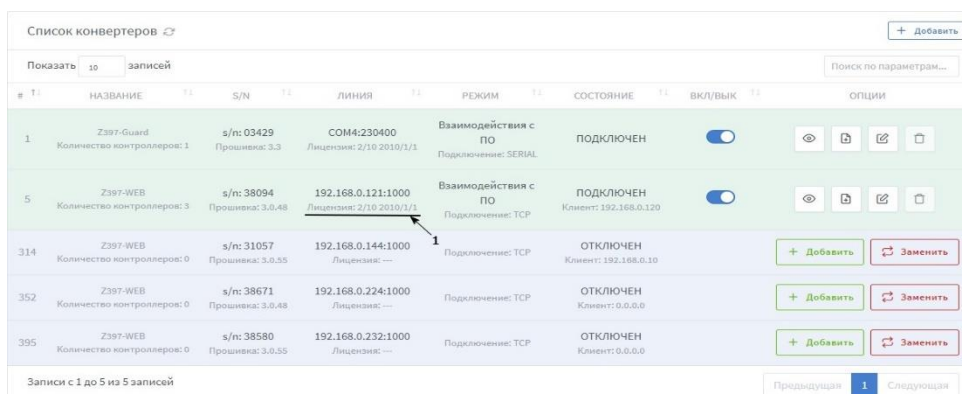 Список конвертеров
+ Добавить
Показать 10 записей
Поиск по параметрам...
# НАЗВАНИЕ S/N ЛИНИЯ РЕЖИМ СОСТОЯНИЕ ВКЛ/ВЫК ОПЦИИ
1 Z397-Guard Количество контроллеров: 1 s/n: 03429 Прошивка: 3.3 COM4:230400 Лицензия: 2/10 2010/1/1 Взаимодействия с ПО Подключение: SERIAL ПОДКЛЮЧЕН
5 Z397-WEB Количество контроллеров: 3 s/n: 38094 Прошивка: 3.0.48 192.168.0.121:1000 Лицензия: 2/10 2010/1/1 Взаимодействия с ПО Подключение: TCP ПОДКЛЮЧЕН Клиент: 192.168.0.120
1
314 Z397-WEB Количество контроллеров: 0 s/n: 31057 Прошивка: 3.0.55 192.168.0.144:1000 Лицензия: --- Подключение: TCP ОТКЛЮЧЕН Клиент: 192.168.0.10 + Добавить Заменить
352 Z397-WEB Количество контроллеров: 0 s/n: 38671 Прошивка: 3.0.48 192.168.0.224:1000 Лицензия: --- Подключение: TCP ОТКЛЮЧЕН Клиент: 0.0.0.0 + Добавить Заменить
395 Z397-WEB Количество контроллеров: 0 s/n: 38580 Прошивка: 3.0.55 192.168.0.232:1000 Лицензия: --- Подключение: TCP ОТКЛЮЧЕН Клиент: 0.0.0.0 + Добавить Заменить
Записи с 1 до 5 из 5 записей
Предыдущая 1 Следующая